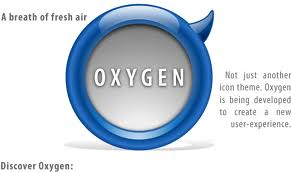 A breath of fresh air
OXYGEN
Not just another
icon theme. Oxygen
is being developed
to create a new
user-experience.
Discover Oxygen: